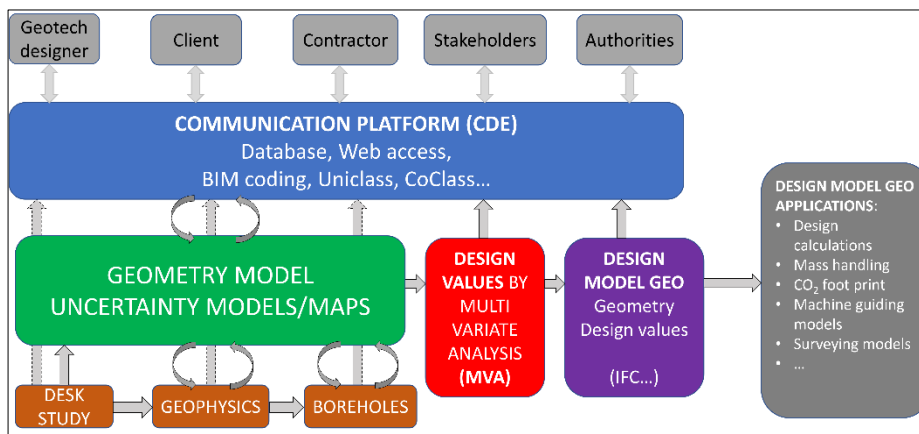 Geotech
designer
Client
Contractor
Stakeholders
Authorities
COMMUNICATION PLATFORM (CDE)
Database, Web access,
BIM coding, Uniclass, CoClass...
GEOMETRY MODEL
UNCERTAINTY MODELS/MAPS
DESIGN
VALUES BY
MULTI
VARIATE
ANALYSIS
(MVA)
DESIGN
MODEL GEO
Geometry
Design values
(IFC...)
DESIGN MODEL GEO
APPLICATIONS:
• Design
calculations
• Mass handling
• CO₂ foot print
• Machine guiding
models
• Surveying models
• ...
DESK
STUDY
GEOPHYSICS
BOREHOLES